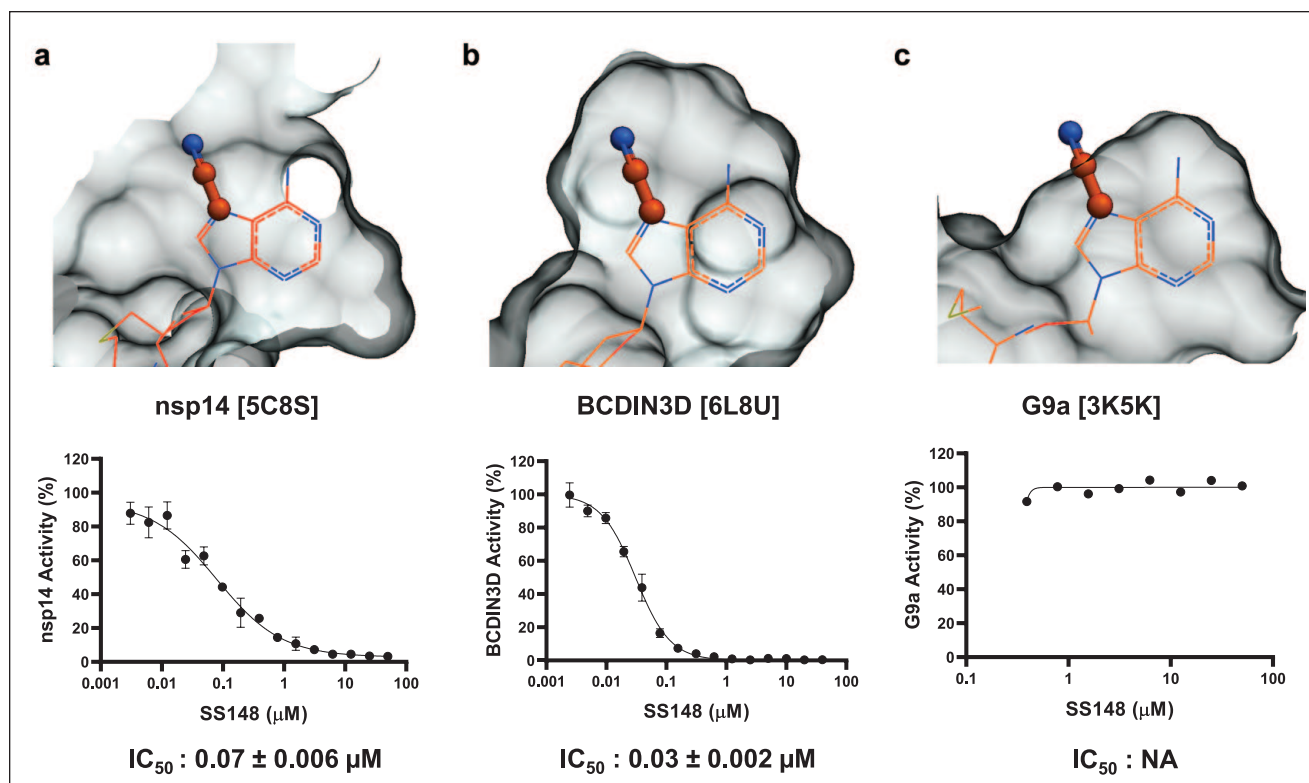 a
b
c
nsp14 [5C8S]
BCDIN3D [6L8U]
G9a [3K5K]
nsp14 Activity (%)
120
100
80
60
40
20
0
0.001 0.01 0.1 1 10 100
SS148 (μM)
IC50 : 0.07 ± 0.006 μM
BCDIN3D Activity (%)
120
100
80
60
40
20
0
0.001 0.01 0.1 1 10 100
SS148 (μM)
IC50 : 0.03 ± 0.002 μM
G9a Activity (%)
120
100
80
60
40
20
0
0.1 1 10 100
SS148 (μM)
IC50 : NA